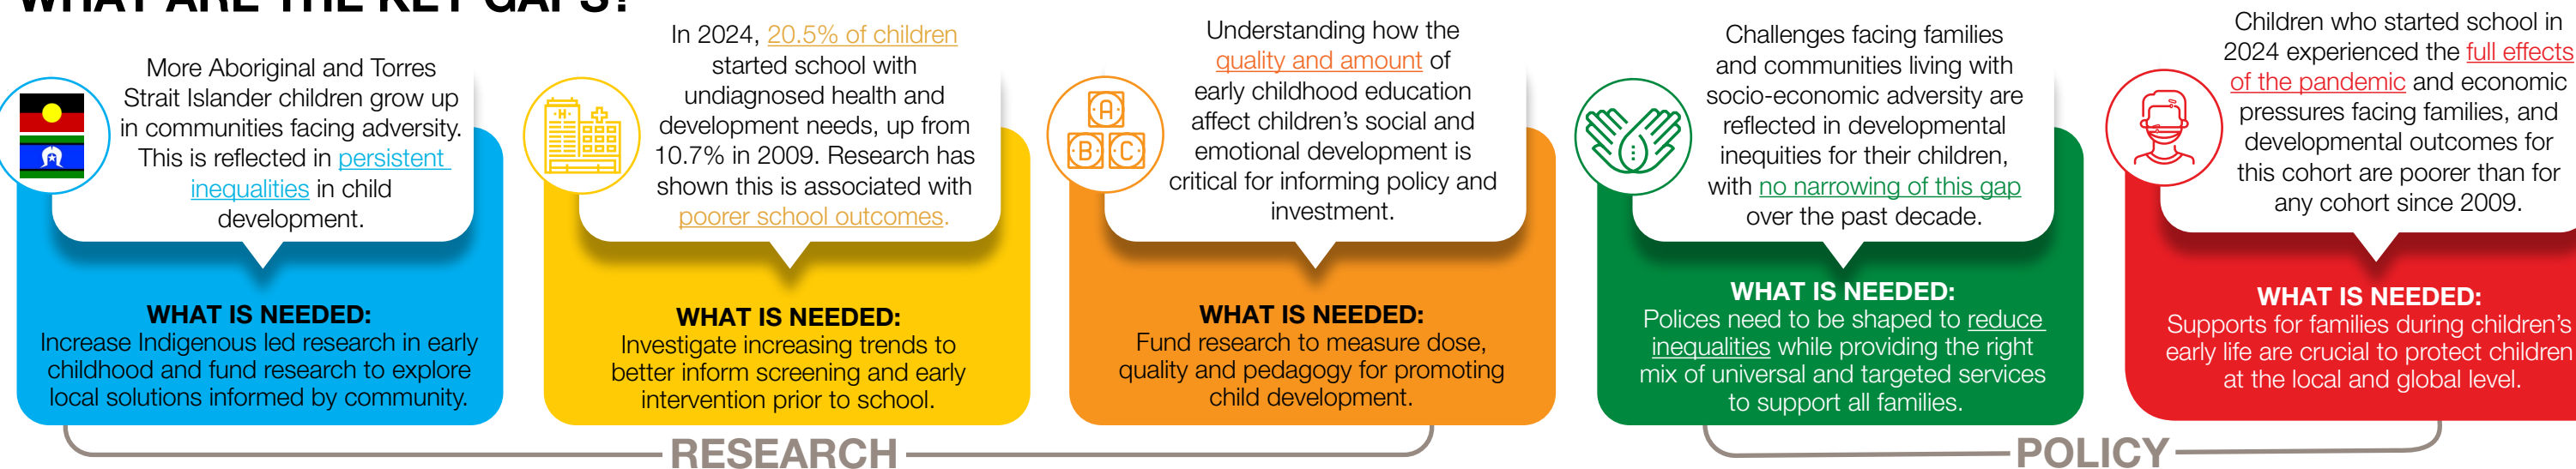 WHAT ARE THE KEY GAPS?
More Aboriginal and Torres
Strait Islander children grow up
in communities facing adversity.
This is reflected in persistent
inequalities in child
development.
WHAT IS NEEDED:
Increase Indigenous led research in early
childhood and fund research to explore
local solutions informed by community.
In 2024, 20.5% of children
started school with
undiagnosed health and
development needs, up from
10.7% in 2009. Research has
shown this is associated with
poorer school outcomes.
WHAT IS NEEDED:
Investigate increasing trends to
better inform screening and early
intervention prior to school.
Understanding how the
quality and amount of
early childhood education
affect children’s social and
emotional development is
critical for informing policy and
investment.
A
B C
WHAT IS NEEDED:
Fund research to measure dose,
quality and pedagogy for promoting
child development.
RESEARCH
Challenges facing families
and communities living with
socio-economic adversity are
reflected in developmental
inequities for their children,
with no narrowing of this gap
over the past decade.
WHAT IS NEEDED:
Polices need to be shaped to reduce
inequalities while providing the right
mix of universal and targeted services
to support all families.
Children who started school in
2024 experienced the full effects
of the pandemic and economic
pressures facing families, and
developmental outcomes for
this cohort are poorer than for
any cohort since 2009.
WHAT IS NEEDED:
Supports for families during children’s
early life are crucial to protect children
at the local and global level.
POLICY